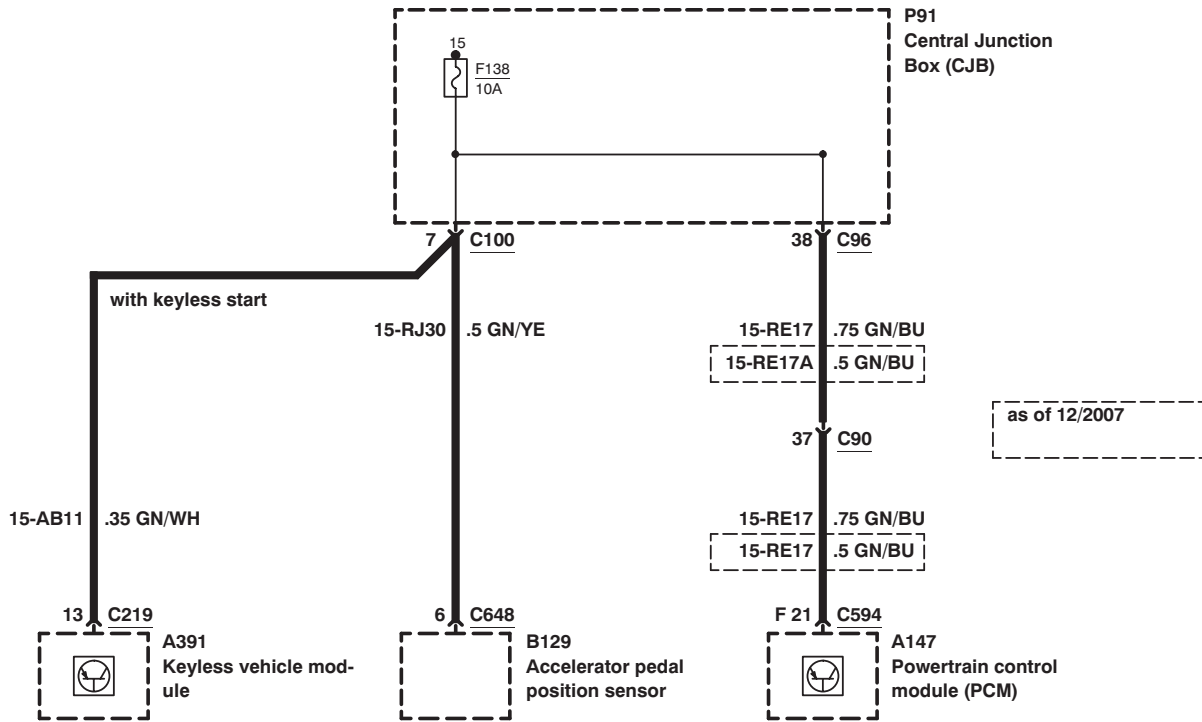 P91
Central Junction
Box (CJB)
15
F138
10A
7 C100
38 C96
with keyless start
15-RJ30 .5 GN/YE
15-RE17 .75 GN/BU
15-RE17A .5 GN/BU
as of 12/2007
37 C90
15-AB11 .35 GN/WH
15-RE17 .75 GN/BU
15-RE17 .5 GN/BU
13 C219
6 C648
F 21 C594
A391
Keyless vehicle mod-
ule
B129
Accelerator pedal
position sensor
A147
Powertrain control
module (PCM)